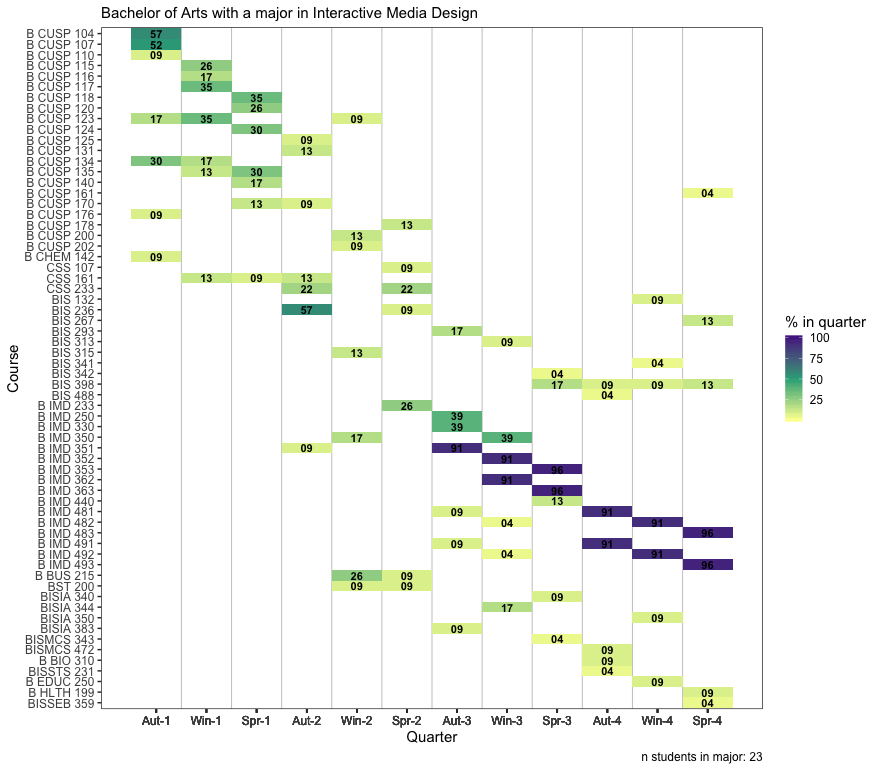 Bachelor of Arts with a major in Interactive Media Design
B CUSP 104 57
B CUSP 107 52
B CUSP 110 09
B CUSP 115 26
B CUSP 116 17
B CUSP 117 35
B CUSP 118 35
B CUSP 120 26
B CUSP 123 17 35 09
B CUSP 124 30
B CUSP 125 09
B CUSP 131 13
B CUSP 134 30 17
B CUSP 135 13 30
B CUSP 140 17
B CUSP 161 04
B CUSP 170 13 09
B CUSP 176 09
B CUSP 178 13
B CUSP 200 13
B CUSP 202 09
B CHEM 142 09
CSS 107 09
CSS 161 13 09 13
CSS 233 22 22
BIS 132 09
BIS 236 57 09
BIS 267 13
BIS 293 17
BIS 313 09
BIS 315 13
BIS 341 04
BIS 342 04
BIS 398 17 09 09 13
BIS 488 04
B IMD 233 26
B IMD 250 39
B IMD 330 39
B IMD 350 17 39
B IMD 351 09 91
B IMD 352 91
B IMD 353 96
B IMD 362 91
B IMD 363 96
B IMD 440 13
B IMD 481 09 91
B IMD 482 04 91
B IMD 483 96
B IMD 491 09 91
B IMD 492 04 91
B IMD 493 96
B BUS 215 26 09
BST 200 09 09
BISIA 340 09
BISIA 344 17
BISIA 350 09
BISIA 383 09
BISMCS 343 04
BISMCS 472 09
B BIO 310 09
BISSTS 231 04
B EDUC 250 09
B HLTH 199 09
BISSEB 359 04
Course
Aut-1 Win-1 Spr-1 Aut-2 Win-2 Spr-2 Aut-3 Win-3 Spr-3 Aut-4 Win-4 Spr-4
Quarter
% in quarter
100
75
50
25
n students in major: 23